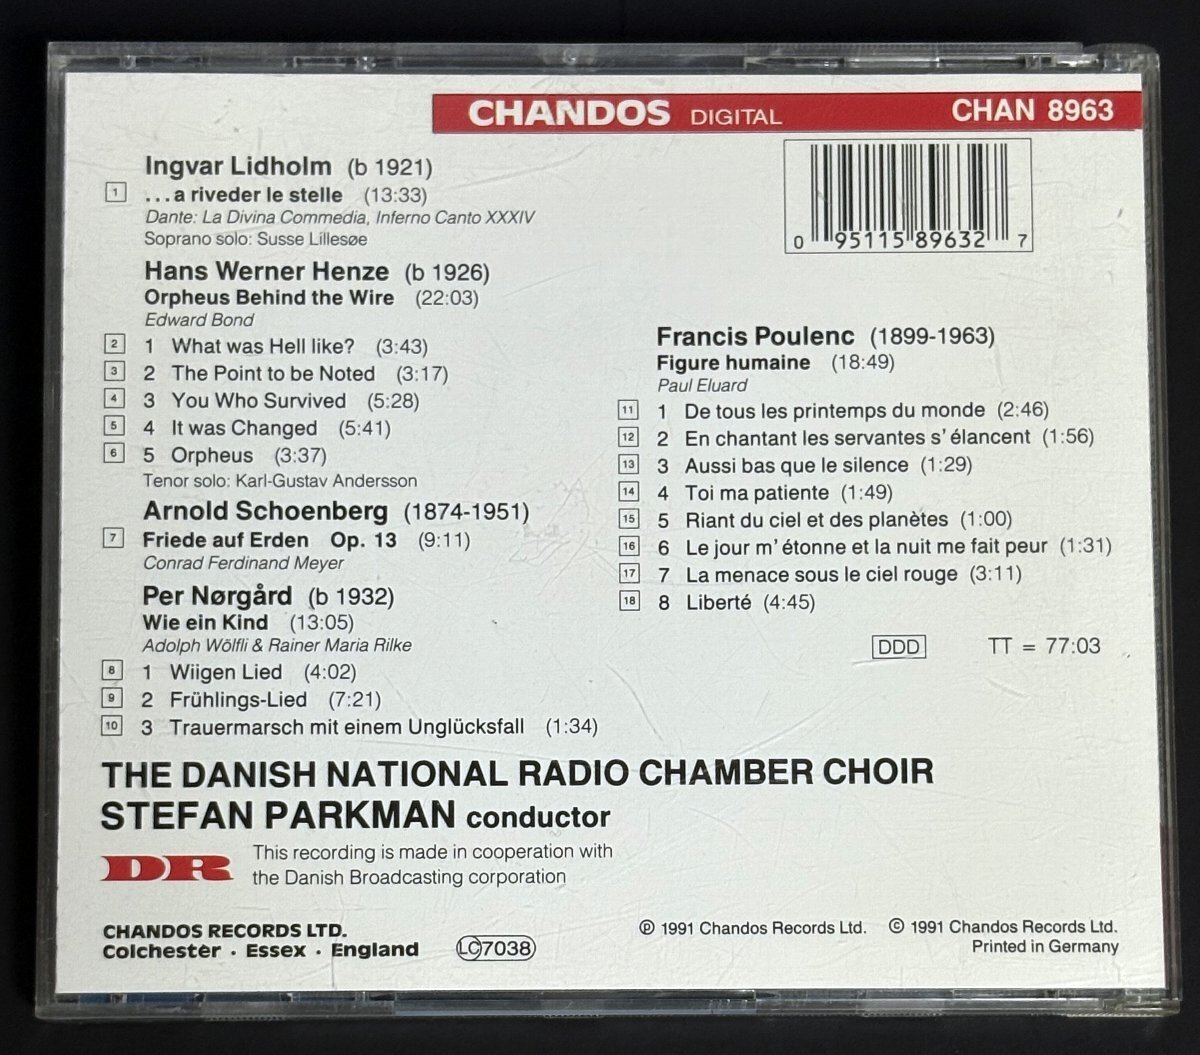 CHANDOS DIGITAL CHAN 8963
0 95115 89632 7
Ingvar Lidholm (b 1921)
1 ...a riveder le stelle (13:33)
Dante: La Divina Commedia, Inferno Canto XXXIV
Soprano solo: Susse Lillesøe
Hans Werner Henze (b 1926)
Orpheus Behind the Wire (22:03)
Edward Bond
2 1 What was Hell like? (3:43)
3 2 The Point to be Noted (3:17)
4 3 You Who Survived (5:28)
5 4 It was Changed (5:41)
6 5 Orpheus (3:37)
Tenor solo: Karl-Gustav Andersson
Arnold Schoenberg (1874-1951)
7 Friede auf Erden Op. 13 (9:11)
Conrad Ferdinand Meyer
Per Nørgård (b 1932)
Wie ein Kind (13:05)
Adolph Wölfli & Rainer Maria Rilke
8 1 Wiigen Lied (4:02)
9 2 Frühlings-Lied (7:21)
10 3 Trauermarsch mit einem Unglücksfall (1:34)
Francis Poulenc (1899-1963)
Figure humaine (18:49)
Paul Eluard
11 1 De tous les printemps du monde (2:46)
12 2 En chantant les servantes s'élancent (1:56)
13 3 Aussi bas que le silence (1:29)
14 4 Toi ma patiente (1:49)
15 5 Riant du ciel et des planètes (1:00)
16 6 Le jour m'étonne et la nuit me fait peur (1:31)
17 7 La menace sous le ciel rouge (3:11)
18 8 Liberté (4:45)
DDD TT = 77:03
THE DANISH NATIONAL RADIO CHAMBER CHOIR
STEFAN PARKMAN conductor
DR
This recording is made in cooperation with
the Danish Broadcasting corporation
CHANDOS RECORDS LTD.
Colchester · Essex · England
LC 7038
℗ 1991 Chandos Records Ltd. © 1991 Chandos Records Ltd.
Printed in Germany